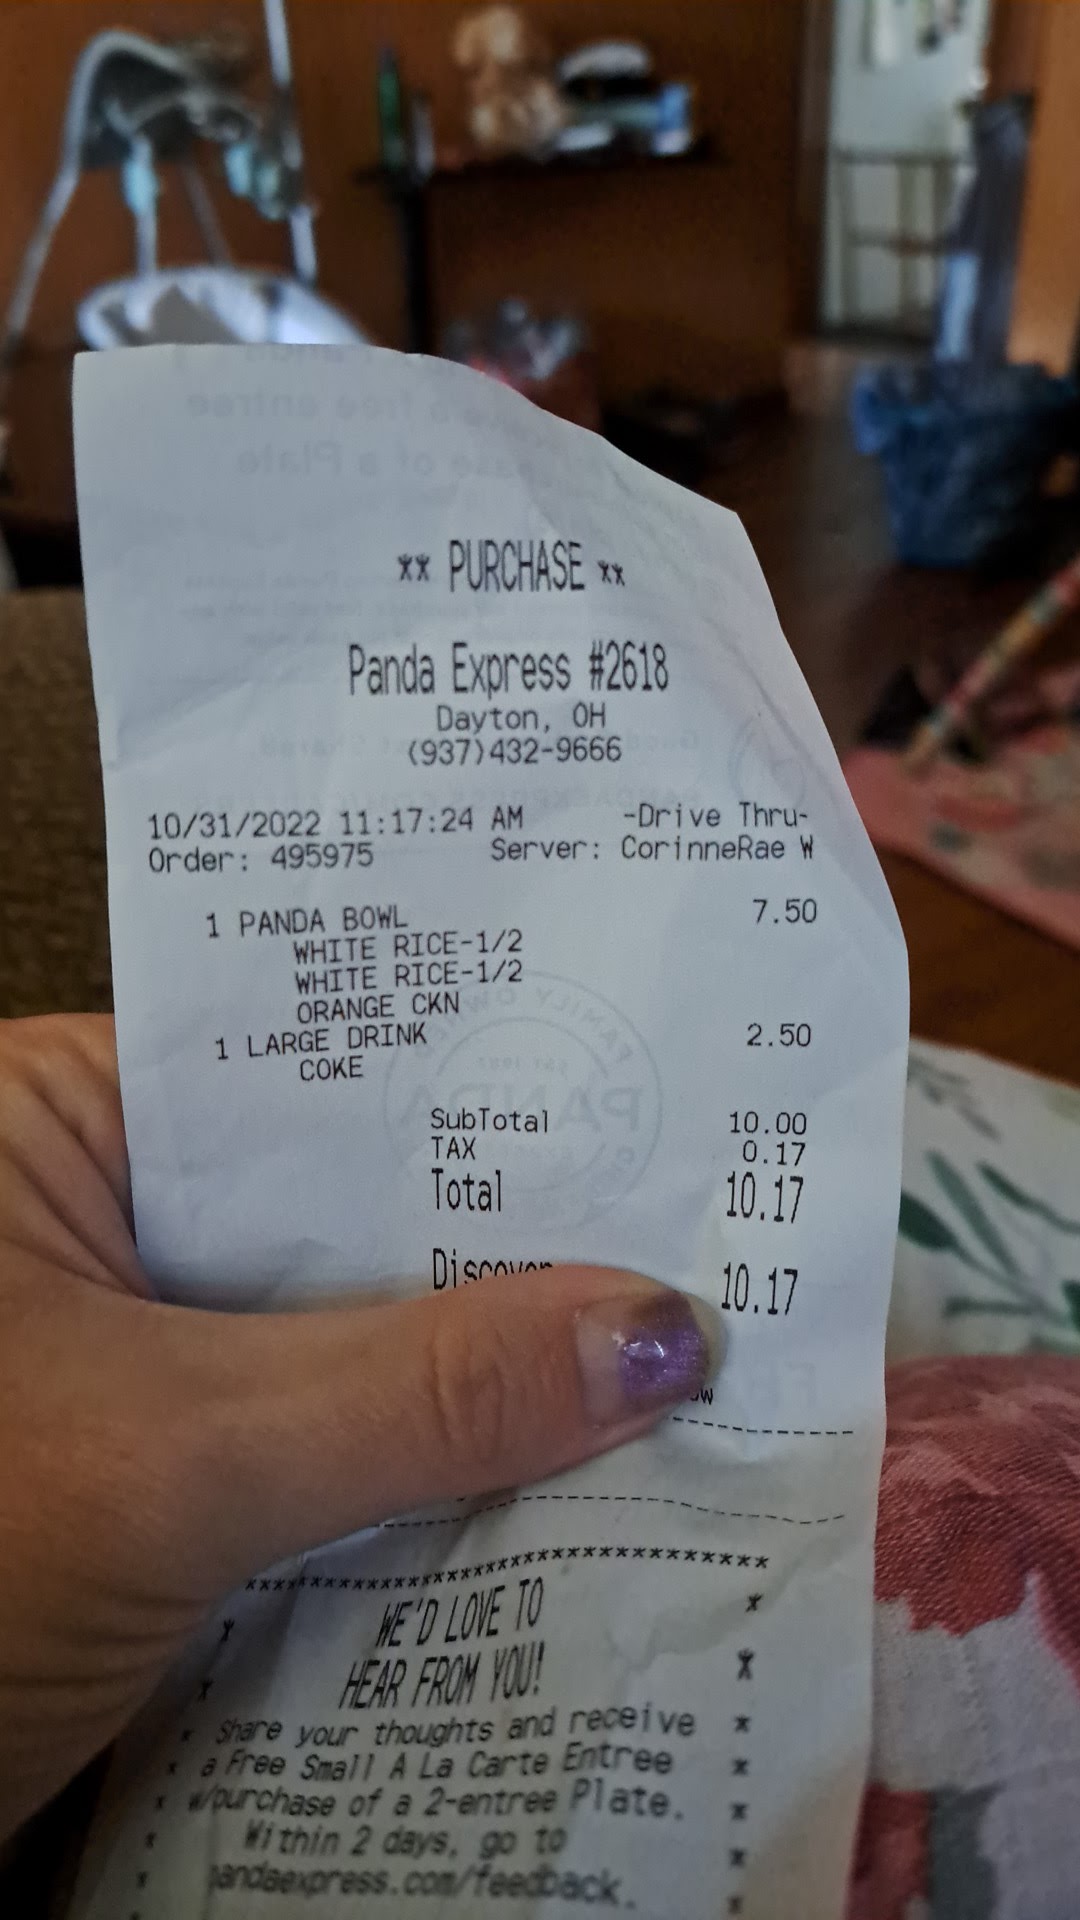 ** PURCHASE **
Panda Express #2618
Dayton, OH
(937)432-9666
10/31/2022 11:17:24 AM -Drive Thru-
Order: 495975 Server: CorinneRae W
1 PANDA BOWL 7.50
WHITE RICE-1/2
WHITE RICE-1/2
ORANGE CKN
1 LARGE DRINK 2.50
COKE
SubTotal 10.00
TAX 0.17
Total 10.17
Discover 10.17
WE'D LOVE TO
HEAR FROM YOU!
Share your thoughts and receive
a Free Small A La Carte Entree
w/purchase of a 2-entree Plate.
Within 2 days, go to
pandaexpress.com/feedback.